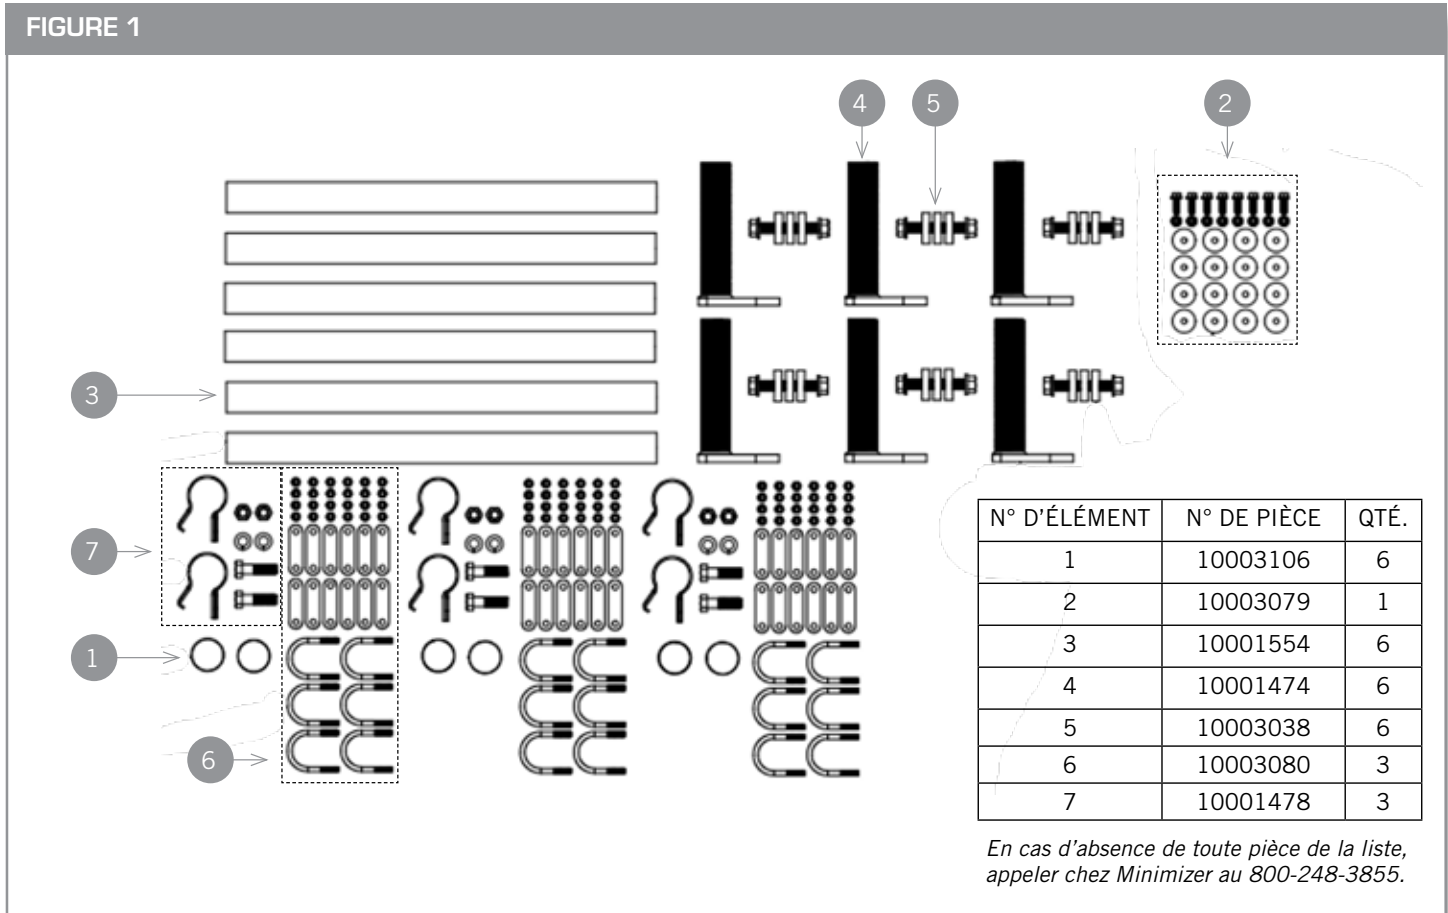 FIGURE 1
4
5
2
3
7
1
6
N° D'ÉLÉMENT N° DE PIÈCE QTÉ.
1 10003106 6
2 10003079 1
3 10001554 6
4 10001474 6
5 10003038 6
6 10003080 3
7 10001478 3
En cas d'absence de toute pièce de la liste,
appeler chez Minimizer au 800-248-3855.